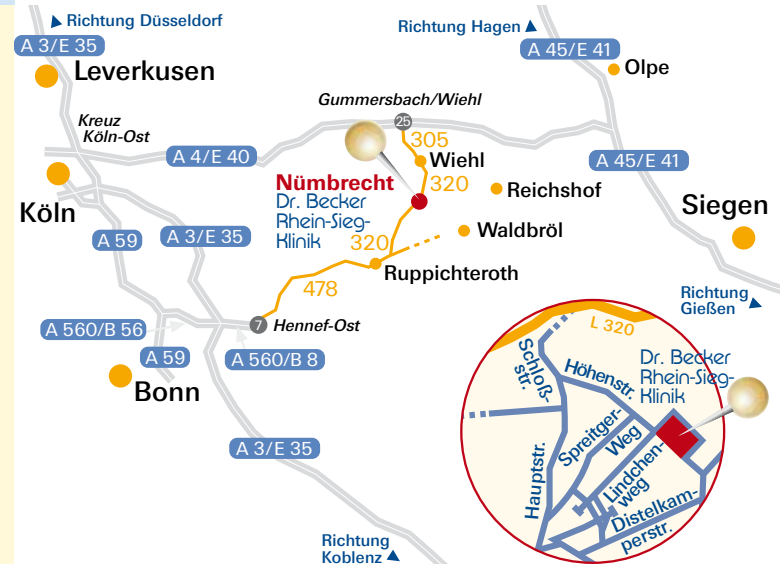 Richtung Düsseldorf
A 3/E 35
Leverkusen
Kreuz
Köln-Ost
A 4/E 40
Köln
A 59
A 3/E 35
A 560/B 56
A 59
A 560/B 8
Bonn
A 3/E 35
Richtung
Koblenz
Richtung Hagen
A 45/E 41
Olpe
Gummersbach/Wiehl
25
305
Wiehl
320
Nümbrecht
Dr. Becker
Rhein-Sieg-
Klinik
Reichshof
Waldbröl
320
Ruppichteroth
478
7
Hennef-Ost
A 45/E 41
Siegen
Richtung
Gießen
L 320
Schloß-
str.
Höhenstr.
Dr. Becker
Rhein-Sieg-
Klinik
Spreitger-
Weg
Hauptstr.
Lindchen-
weg
Distelkam-
perstr.